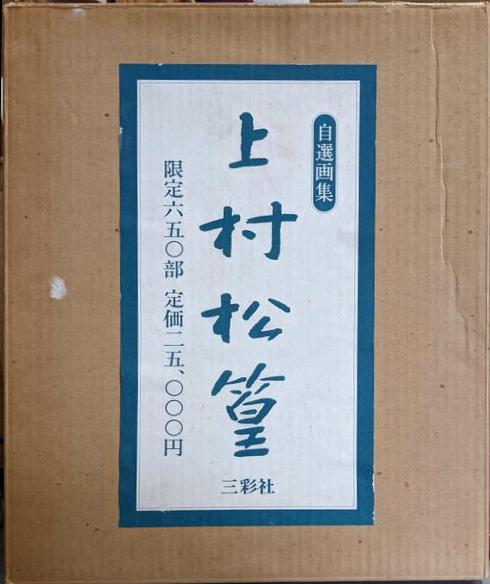 自選画集
上村松篁
限定六五〇部 定価二五、〇〇〇円
三彩社